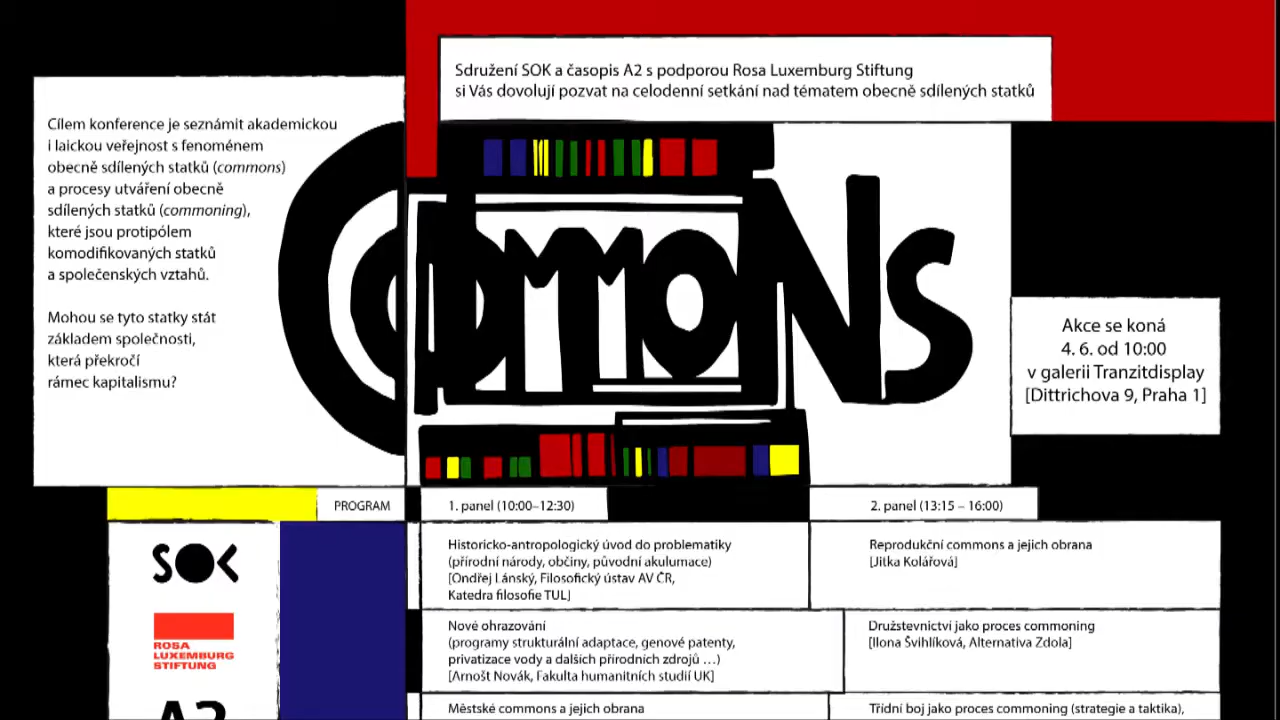 Sdružení SOK a časopis A2 s podporou Rosa Luxemburg Stiftung
si Vás dovolují pozvat na celodenní setkání nad tématem obecně sdílených statků
Cílem konference je seznámit akademickou
i laickou veřejnost s fenoménem
obecně sdílených statků (commons)
a procesy utváření obecně
sdílených statků (commoning),
které jsou protipólem
komodifikovaných statků
a společenských vztahů.
Mohou se tyto statky stát
základem společnosti,
která překročí
rámec kapitalismu?
COMMONS
Akce se koná
4. 6. od 10:00
v galerii Tranzitdisplay
[Dittrichova 9, Praha 1]
PROGRAM
1. panel (10:00–12:30)
2. panel (13:15 – 16:00)
SOK
ROSA
LUXEMBURG
STIFTUNG
A2
Historicko-antropologický úvod do problematiky
(přírodní národy, občiny, původní akulumace)
[Ondřej Lánský, Filosofický ústav AV ČR,
Katedra filosofie TUL]
Reprodukční commons a jejich obrana
[Jitka Kolářová]
Nové ohrazování
(programy strukturální adaptace, genové patenty,
privatizace vody a dalších přírodních zdrojů ...)
[Arnošt Novák, Fakulta humanitních studií UK]
Družstevnictví jako proces commoning
[Ilona Švihlíková, Alternativa Zdola]
Městské commons a jejich obrana
Třídní boj jako proces commoning (strategie a taktika),